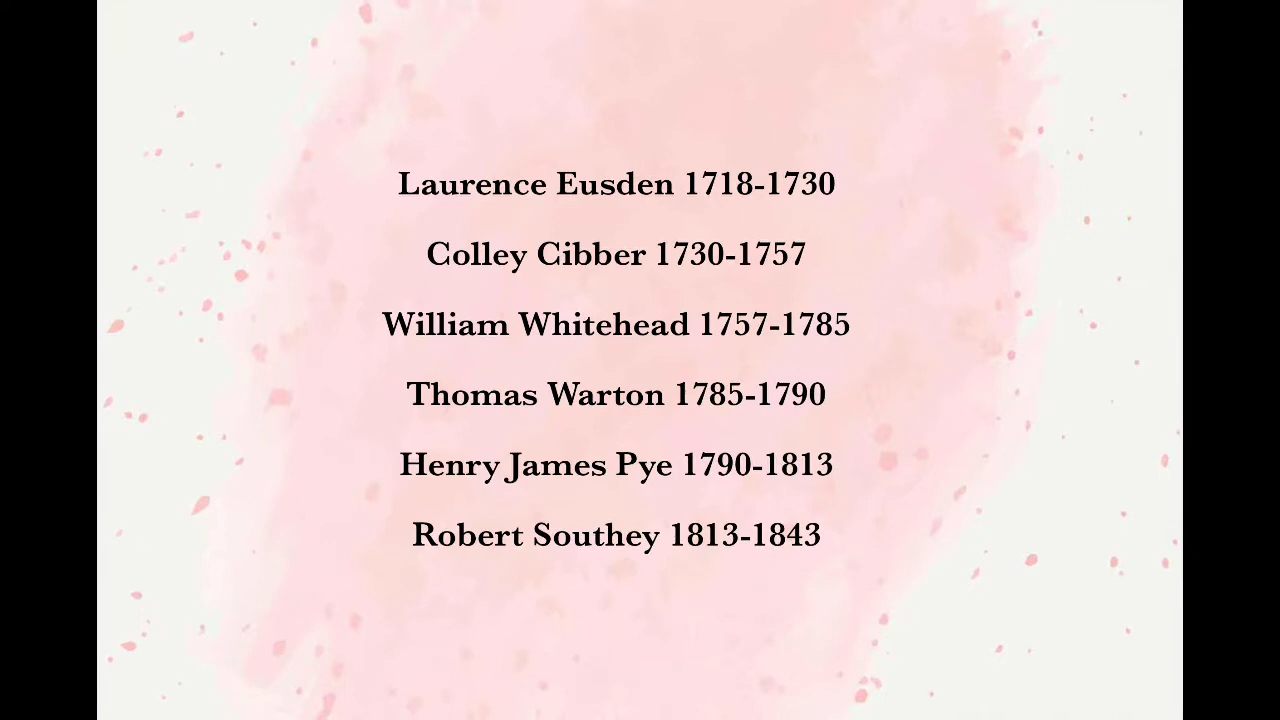 Laurence Eusden 1718-1730
Colley Cibber 1730-1757
William Whitehead 1757-1785
Thomas Warton 1785-1790
Henry James Pye 1790-1813
Robert Southey 1813-1843